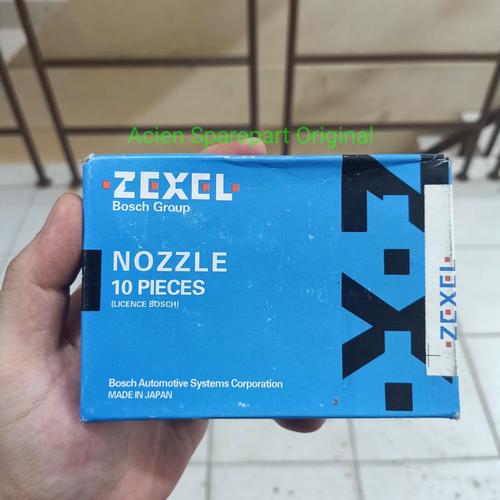 Acien Sparepart Original
ZEXEL
Bosch Group
NOZZLE
10 PIECES
(LICENCE BOSCH)
Bosch Automotive Systems Corporation
MADE IN JAPAN
Z·X·
ZEXEL